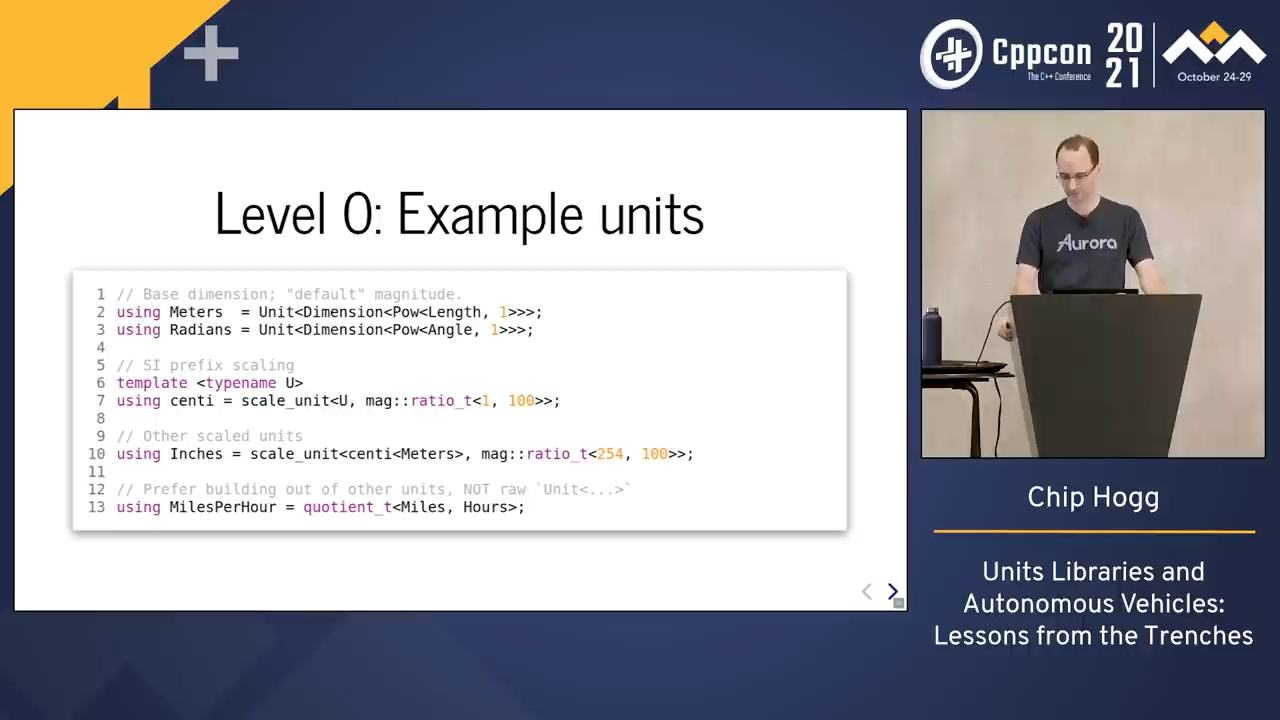 Cppcon
The C++ Conference
20
21
October 24-29
Level 0: Example units
1 // Base dimension; "default" magnitude.
2 using Meters  = Unit<Dimension<Pow<Length, 1>>>;
3 using Radians = Unit<Dimension<Pow<Angle, 1>>>;
4
5 // SI prefix scaling
6 template <typename U>
7 using centi = scale_unit<U, mag::ratio_t<1, 100>>;
8
9 // Other scaled units
10 using Inches = scale_unit<centi<Meters>, mag::ratio_t<254, 100>>;
11
12 // Prefer building out of other units, NOT raw `Unit<...>`
13 using MilesPerHour = quotient_t<Miles, Hours>;
Aurora
Chip Hogg
Units Libraries and
Autonomous Vehicles:
Lessons from the Trenches